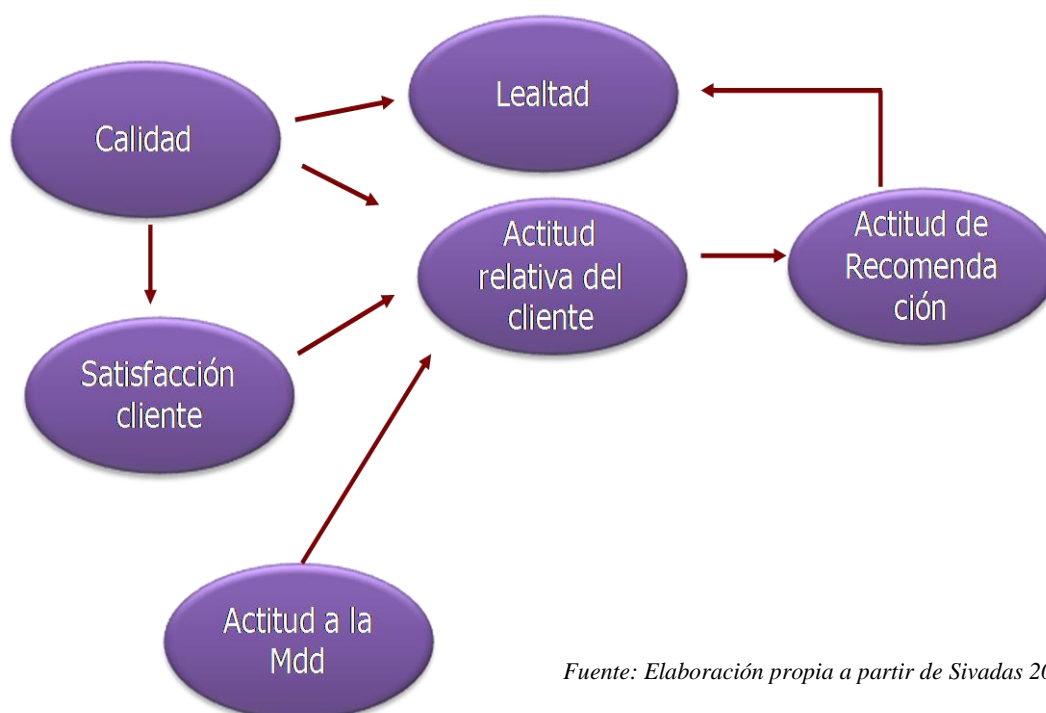 Lealtad
Calidad
Actitud
relativa del
cliente
Actitud de
Recomenda
ción
Satisfacción
cliente
Actitud a la
Mdd
Fuente: Elaboración propia a partir de Sivadas 20